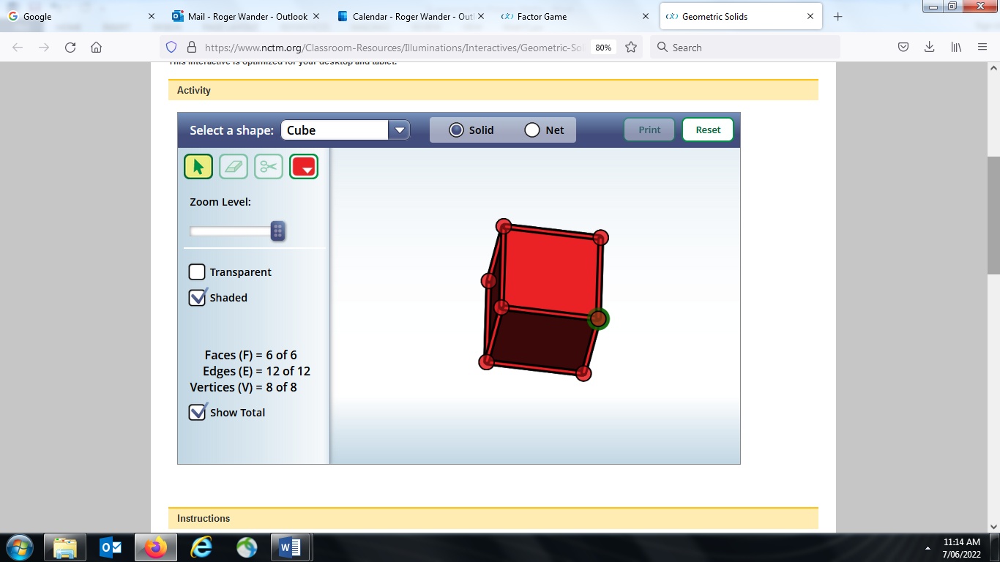 Google
Mail - Roger Wander - Outlook
Calendar - Roger Wander - Outl
Factor Game
Geometric Solids
https://www.nctm.org/Classroom-Resources/Illuminations/Interactives/Geometric-Sol
80%
Search
This interactive is optimized for your desktop and tablet.
Activity
Select a shape:
Cube
Solid
Net
Print
Reset
Zoom Level:
Transparent
Shaded
Faces (F) = 6 of 6
Edges (E) = 12 of 12
Vertices (V) = 8 of 8
Show Total
Instructions
11:14 AM
7/06/2022